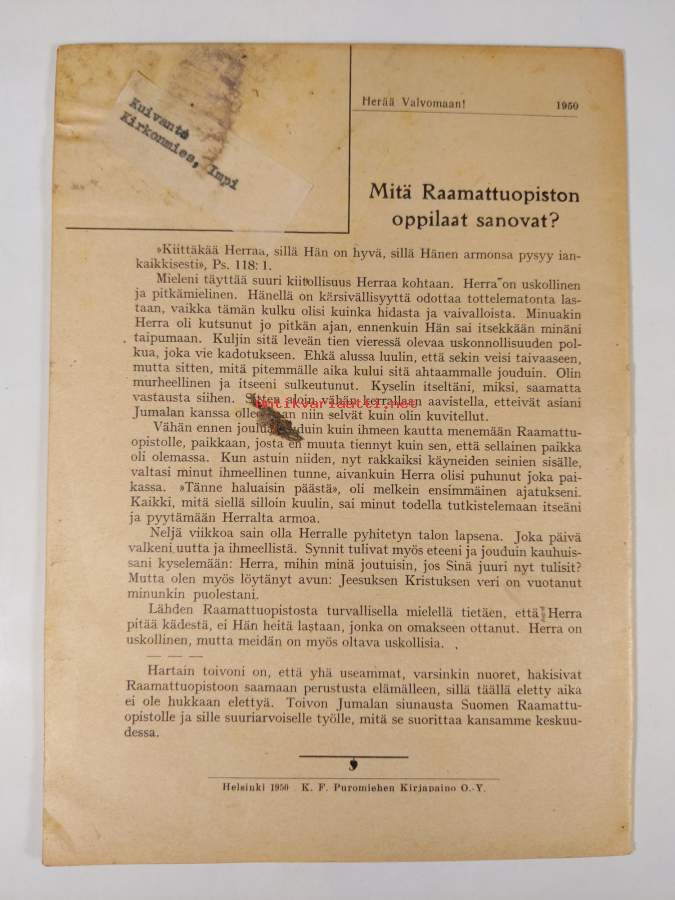 Kuivanto
Kirkonmies, Impi
Herää Valvomaan! 1950
Mitä Raamattuopiston
oppilaat sanovat?
»Kiittäkää Herraa, sillä Hän on hyvä, sillä Hänen armonsa pysyy ian-
kaikkisesti», Ps. 118: 1.
Mieleni täyttää suuri kiitollisuus Herraa kohtaan. Herra on uskollinen
ja pitkämielinen. Hänellä on kärsivällisyyttä odottaa tottelematonta las-
taan, vaikka tämän kulku olisi kuinka hidasta ja vaivalloista. Minuakin
Herra oli kutsunut jo pitkän ajan, ennenkuin Hän sai itsekkään minäni
taipumaan. Kuljin sitä leveän tien vieressä olevaa uskonnollisuuden pol-
kua, joka vie kadotukseen. Ehkä alussa luulin, että sekin veisi taivaaseen,
mutta sitten, mitä pitemmälle aika kului sitä ahtaammalle jouduin. Olin
murheellinen ja itseeni sulkeutunut. Kyselin itseltäni, miksi, saamatta
vastausta siihen. Sitten aloin vähän kerrallaan aavistella, etteivät asiani
Jumalan kanssa olleetkaan niin selvät kuin olin kuvitellut.
antikvariaatti.net
Vähän ennen joulua jouduin kuin ihmeen kautta menemään Raamattu-
opistolle, paikkaan, josta en muuta tiennyt kuin sen, että sellainen paikka
oli olemassa. Kun astuin niiden, nyt rakkaiksi käyneiden seinien sisälle,
valtasi minut ihmeellinen tunne, aivankuin Herra olisi puhunut joka pai-
kassa. »Tänne haluaisin päästä», oli melkein ensimmäinen ajatukseni.
Kaikki, mitä siellä silloin kuulin, sai minut todella tutkistelemaan itseäni
ja pyytämään Herralta armoa.
Neljä viikkoa sain olla Herralle pyhitetyn talon lapsena. Joka päivä
valkeni uutta ja ihmeellistä. Synnit tulivat myös eteeni ja jouduin kauhuis-
sani kyselemään: Herra, mihin minä joutuisin, jos Sinä juuri nyt tulisit?
Mutta olen myös löytänyt avun: Jeesuksen Kristuksen veri on vuotanut
minunkin puolestani.
Lähden Raamattuopistosta turvallisella mielellä tietäen, että Herra
pitää kädestä, ei Hän heitä lastaan, jonka on omakseen ottanut. Herra on
uskollinen, mutta meidän on myös oltava uskollisia.
— — —
Hartain toivoni on, että yhä useammat, varsinkin nuoret, hakisivat
Raamattuopistoon saamaan perustusta elämälleen, sillä täällä eletty aika
ei ole hukkaan elettyä. Toivon Jumalan siunausta Suomen Raamattu-
opistolle ja sille suuriarvoiselle työlle, mitä se suorittaa kansamme keskuu-
dessa.
Helsinki 1950 K. F. Puromiehen Kirjapaino O.-Y.